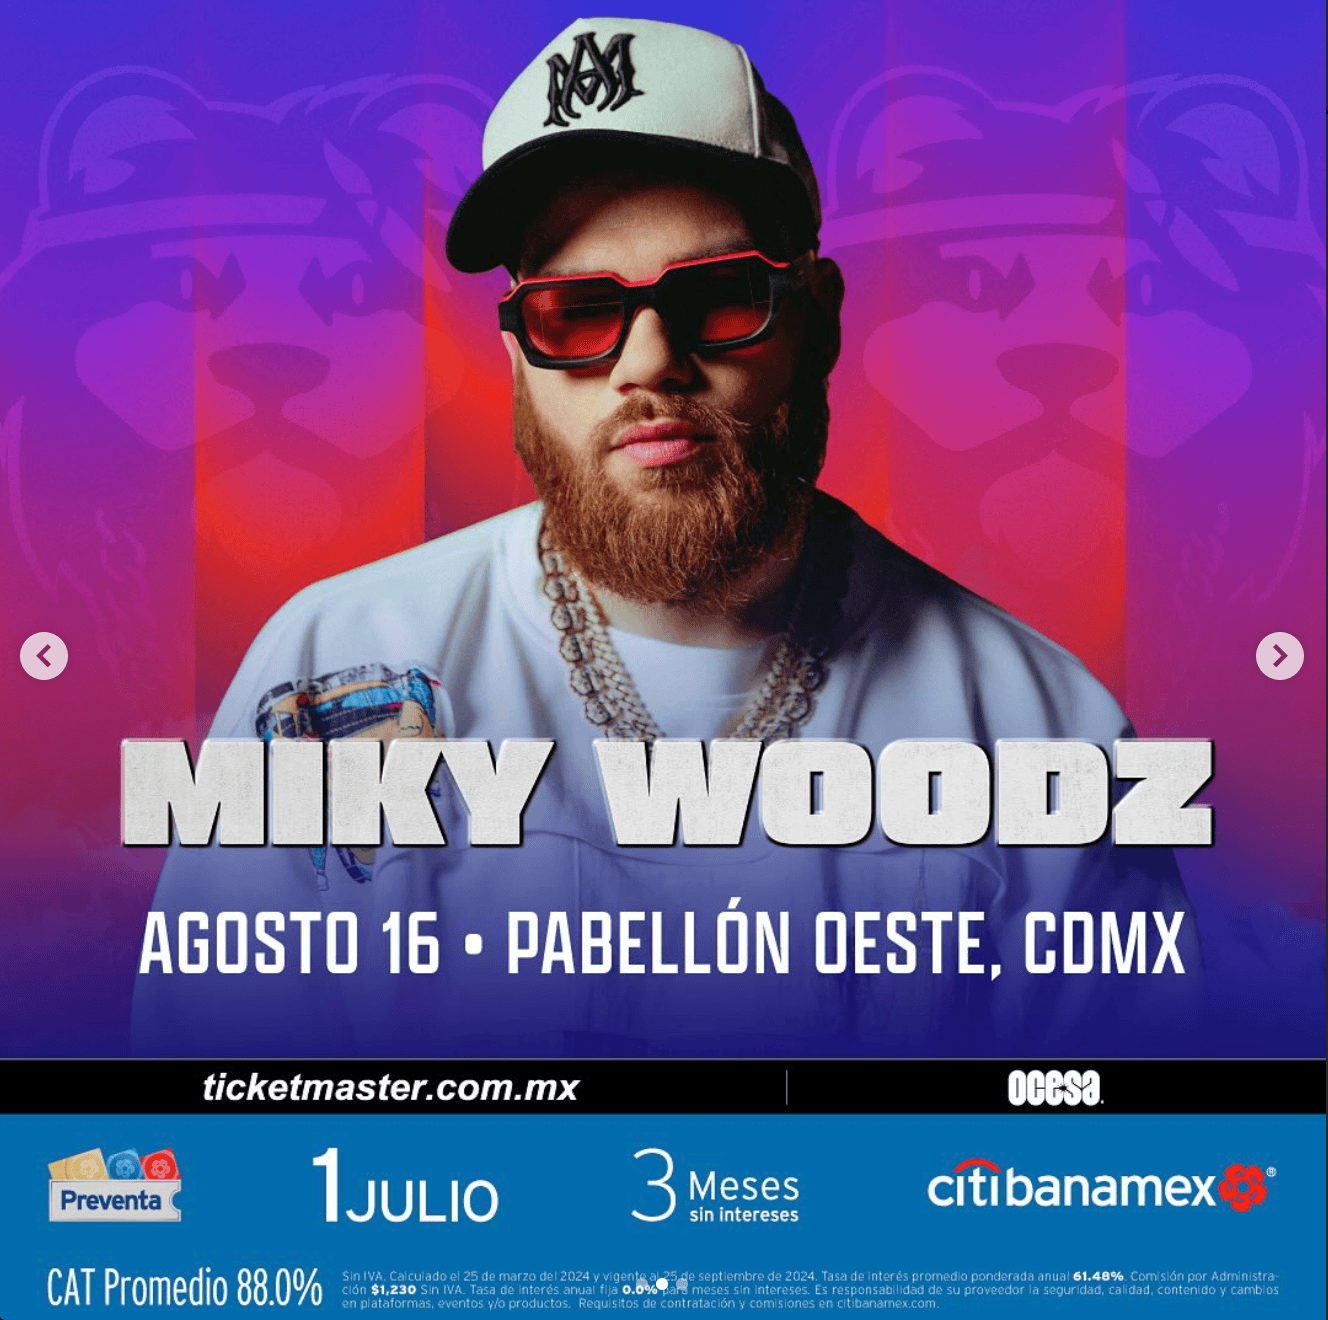 MIKY WOODZ
AGOSTO 16 • PABELLÓN OESTE, CDMX
ticketmaster.com.mx
ocesa.
Preventa
1 JULIO
3 Meses
sin intereses
citibanamex®
CAT Promedio 88.0%
Sin IVA. Calculado el 25 de marzo del 2024 y vigente al 25 de septiembre de 2024. Tasa de interés promedio ponderada anual 61.48%. Comisión por Administra-
ción $1,230 Sin IVA. Tasa de interés anual fija 0.0% para meses sin intereses. Es responsabilidad de su proveedor la seguridad, calidad, contenido y cambios
en plataformas, eventos y/o productos. Requisitos de contratación y comisiones en citibanamex.com.